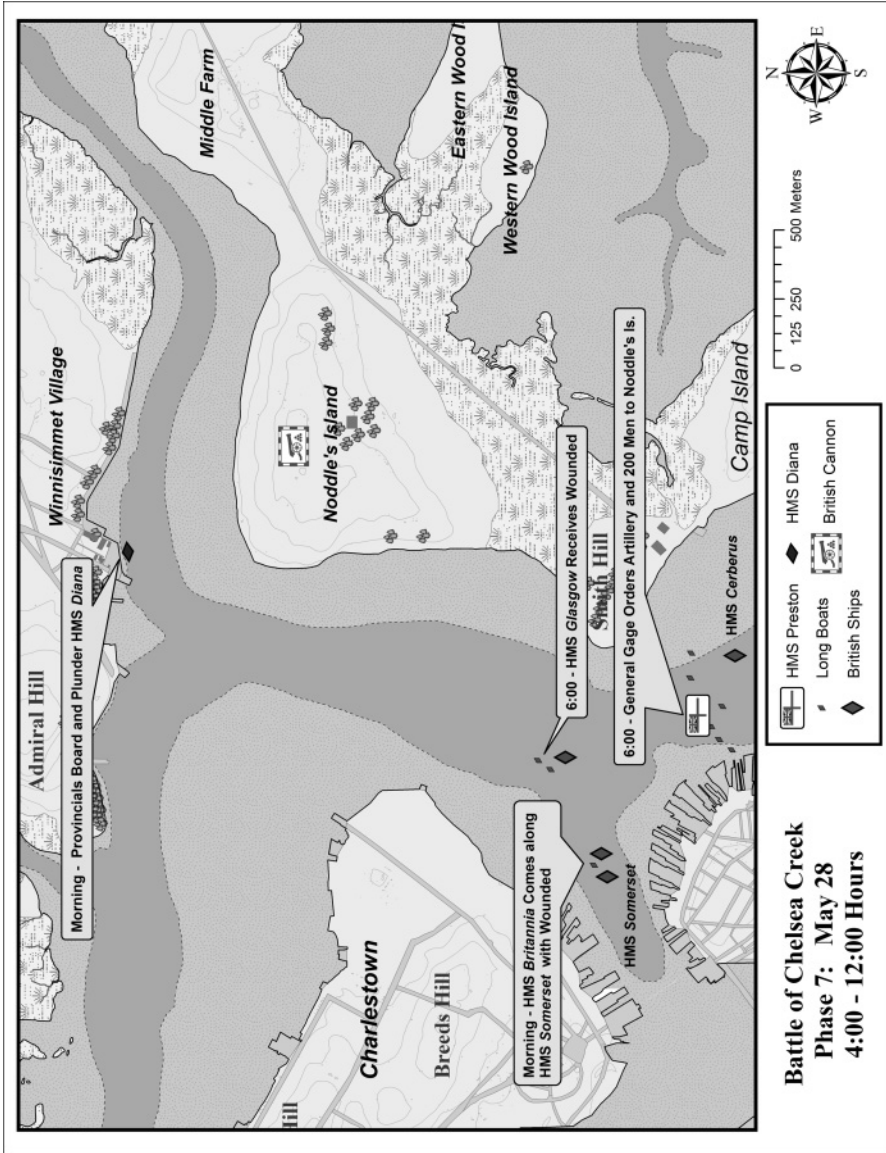 Admiral Hill
Winnisimmet Village
Middle Farm
Morning - Provincials Board and Plunder HMS Diana
Noddle's Island
Eastern Wood I
Western Wood Island
Hill
Charlestown
Breeds Hill
6:00 - HMS Glasgow Receives Wounded
Smith Hill
Morning - HMS Britannia Comes along
HMS Somerset with Wounded
HMS Somerset
6:00 - General Gage Orders Artillery and 200 Men to Noddle's Is.
HMS Cerberus
Camp Island
Battle of Chelsea Creek
Phase 7: May 28
4:00 - 12:00 Hours
HMS Preston
HMS Diana
Long Boats
British Cannon
British Ships
0 125 250 500 Meters
N
W E
S